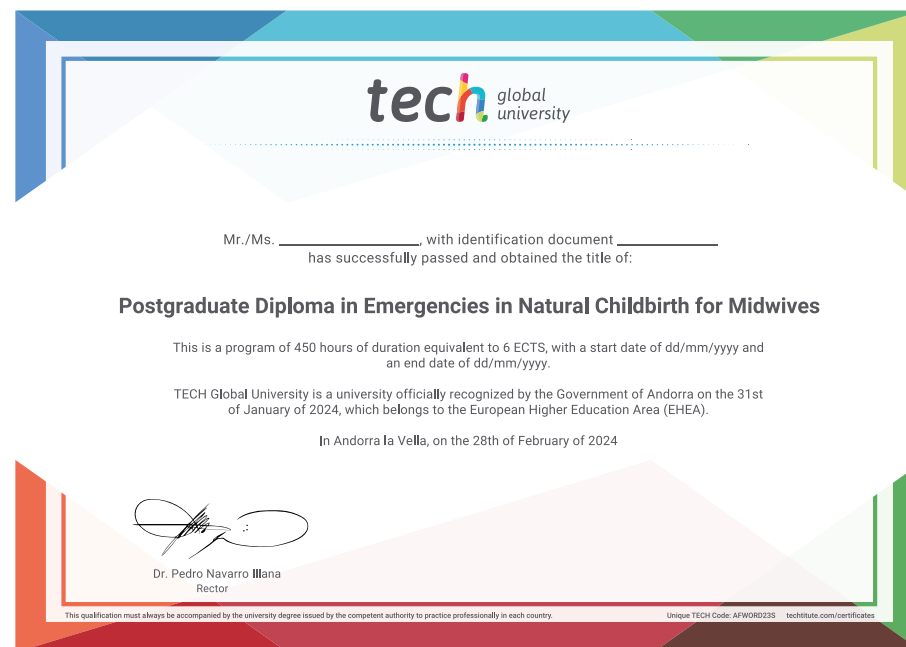 tech global
university
Mr./Ms. ____________, with identification document ____________
has successfully passed and obtained the title of:
Postgraduate Diploma in Emergencies in Natural Childbirth for Midwives
This is a program of 450 hours of duration equivalent to 6 ECTS, with a start date of dd/mm/yyyy and
an end date of dd/mm/yyyy.
TECH Global University is a university officially recognized by the Government of Andorra on the 31st
of January of 2024, which belongs to the European Higher Education Area (EHEA).
In Andorra la Vella, on the 28th of February of 2024
Dr. Pedro Navarro Illana
Rector
This qualification must always be accompanied by the university degree issued by the competent authority to practice professionally in each country. Unique TECH Code: AFWORD23S techtitute.com/certificates